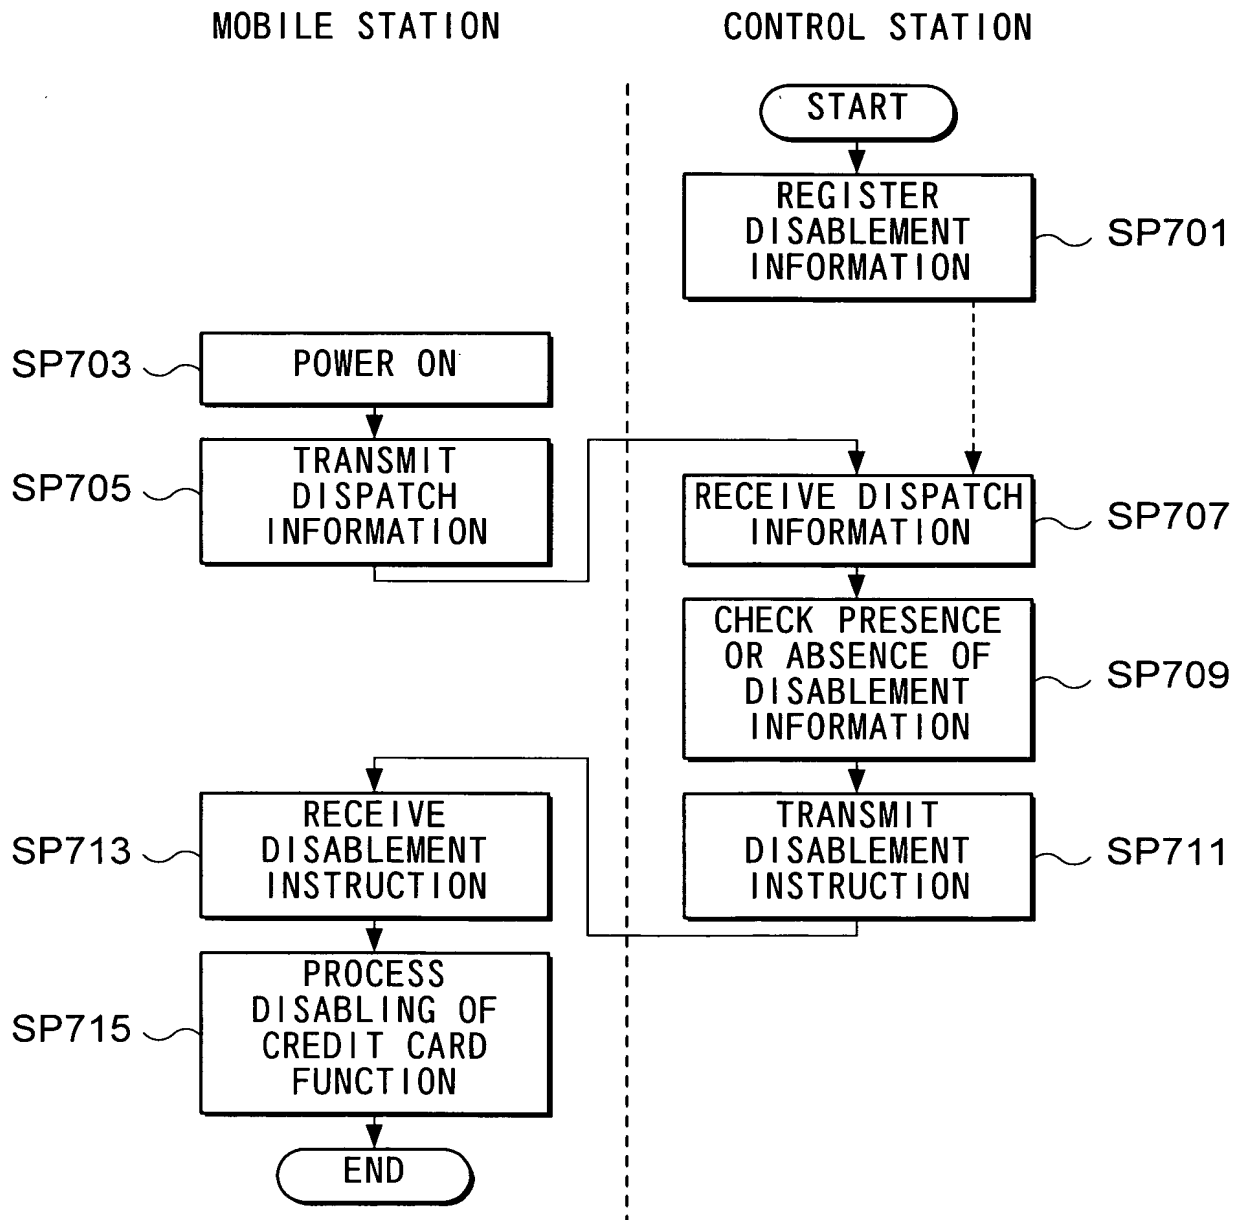 MOBILE STATION
CONTROL STATION
START
REGISTER
DISABLEMENT
INFORMATION
SP701
SP703
POWER ON
SP705
TRANSMIT
DISPATCH
INFORMATION
RECEIVE DISPATCH
INFORMATION
SP707
CHECK PRESENCE
OR ABSENCE OF
DISABLEMENT
INFORMATION
SP709
TRANSMIT
DISABLEMENT
INSTRUCTION
SP711
SP713
RECEIVE
DISABLEMENT
INSTRUCTION
SP715
PROCESS
DISABLING OF
CREDIT CARD
FUNCTION
END